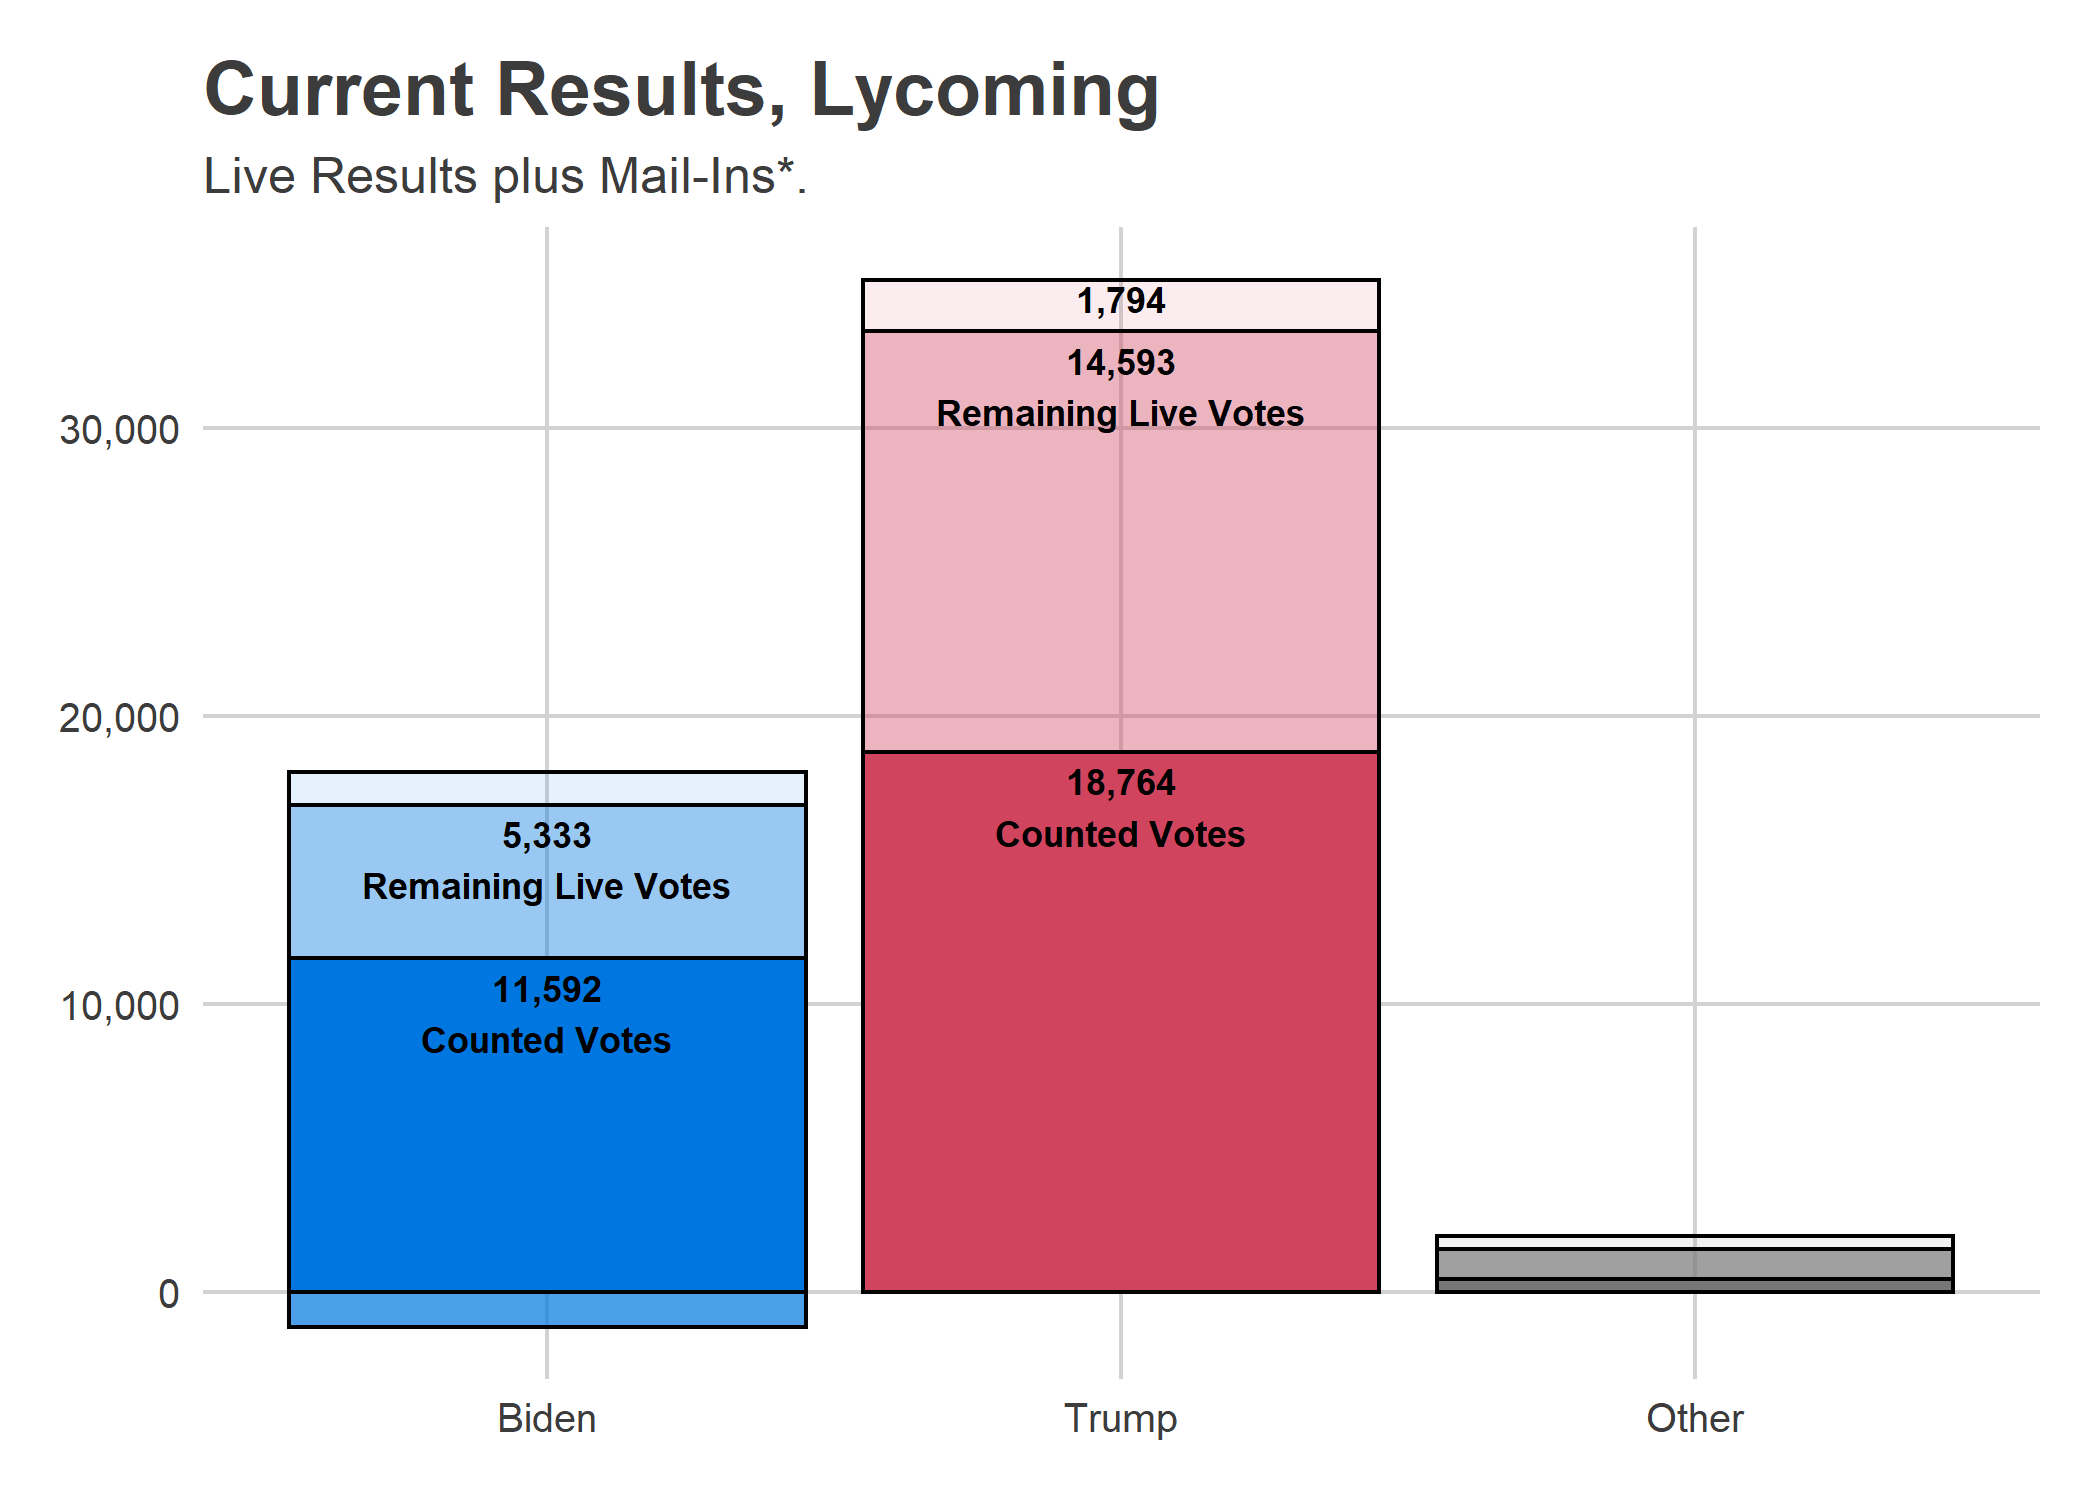 Current Results, Lycoming
Live Results plus Mail-Ins*.
30,000
20,000
10,000
0
5,333
Remaining Live Votes
11,592
Counted Votes
1,794
14,593
Remaining Live Votes
18,764
Counted Votes
Biden
Trump
Other